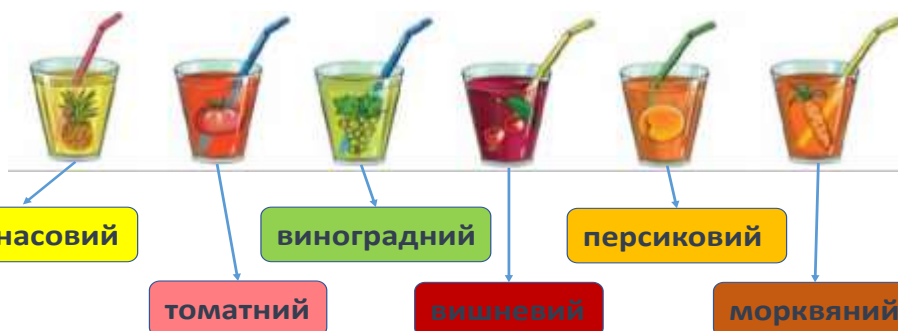 насовий
виноградний
персиковий
томатний
вишневий
морквяний